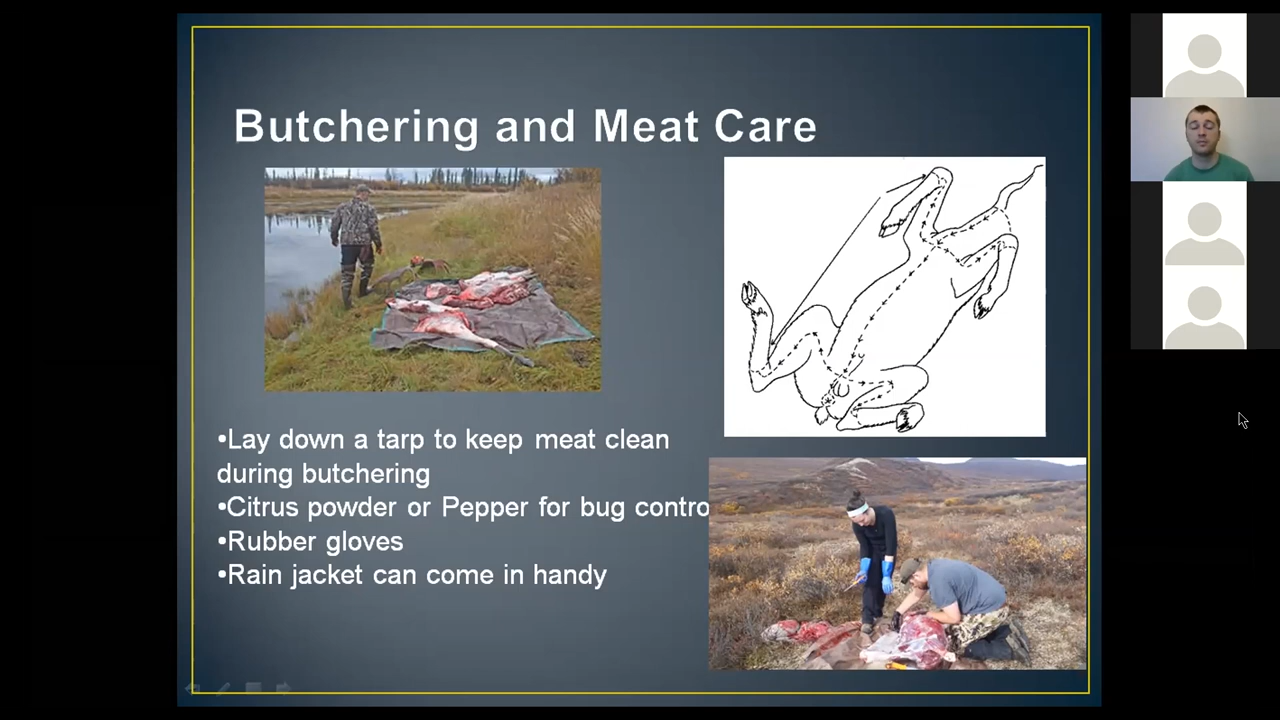 Butchering and Meat Care
•Lay down a tarp to keep meat clean
during butchering
•Citrus powder or Pepper for bug contro
•Rubber gloves
•Rain jacket can come in handy